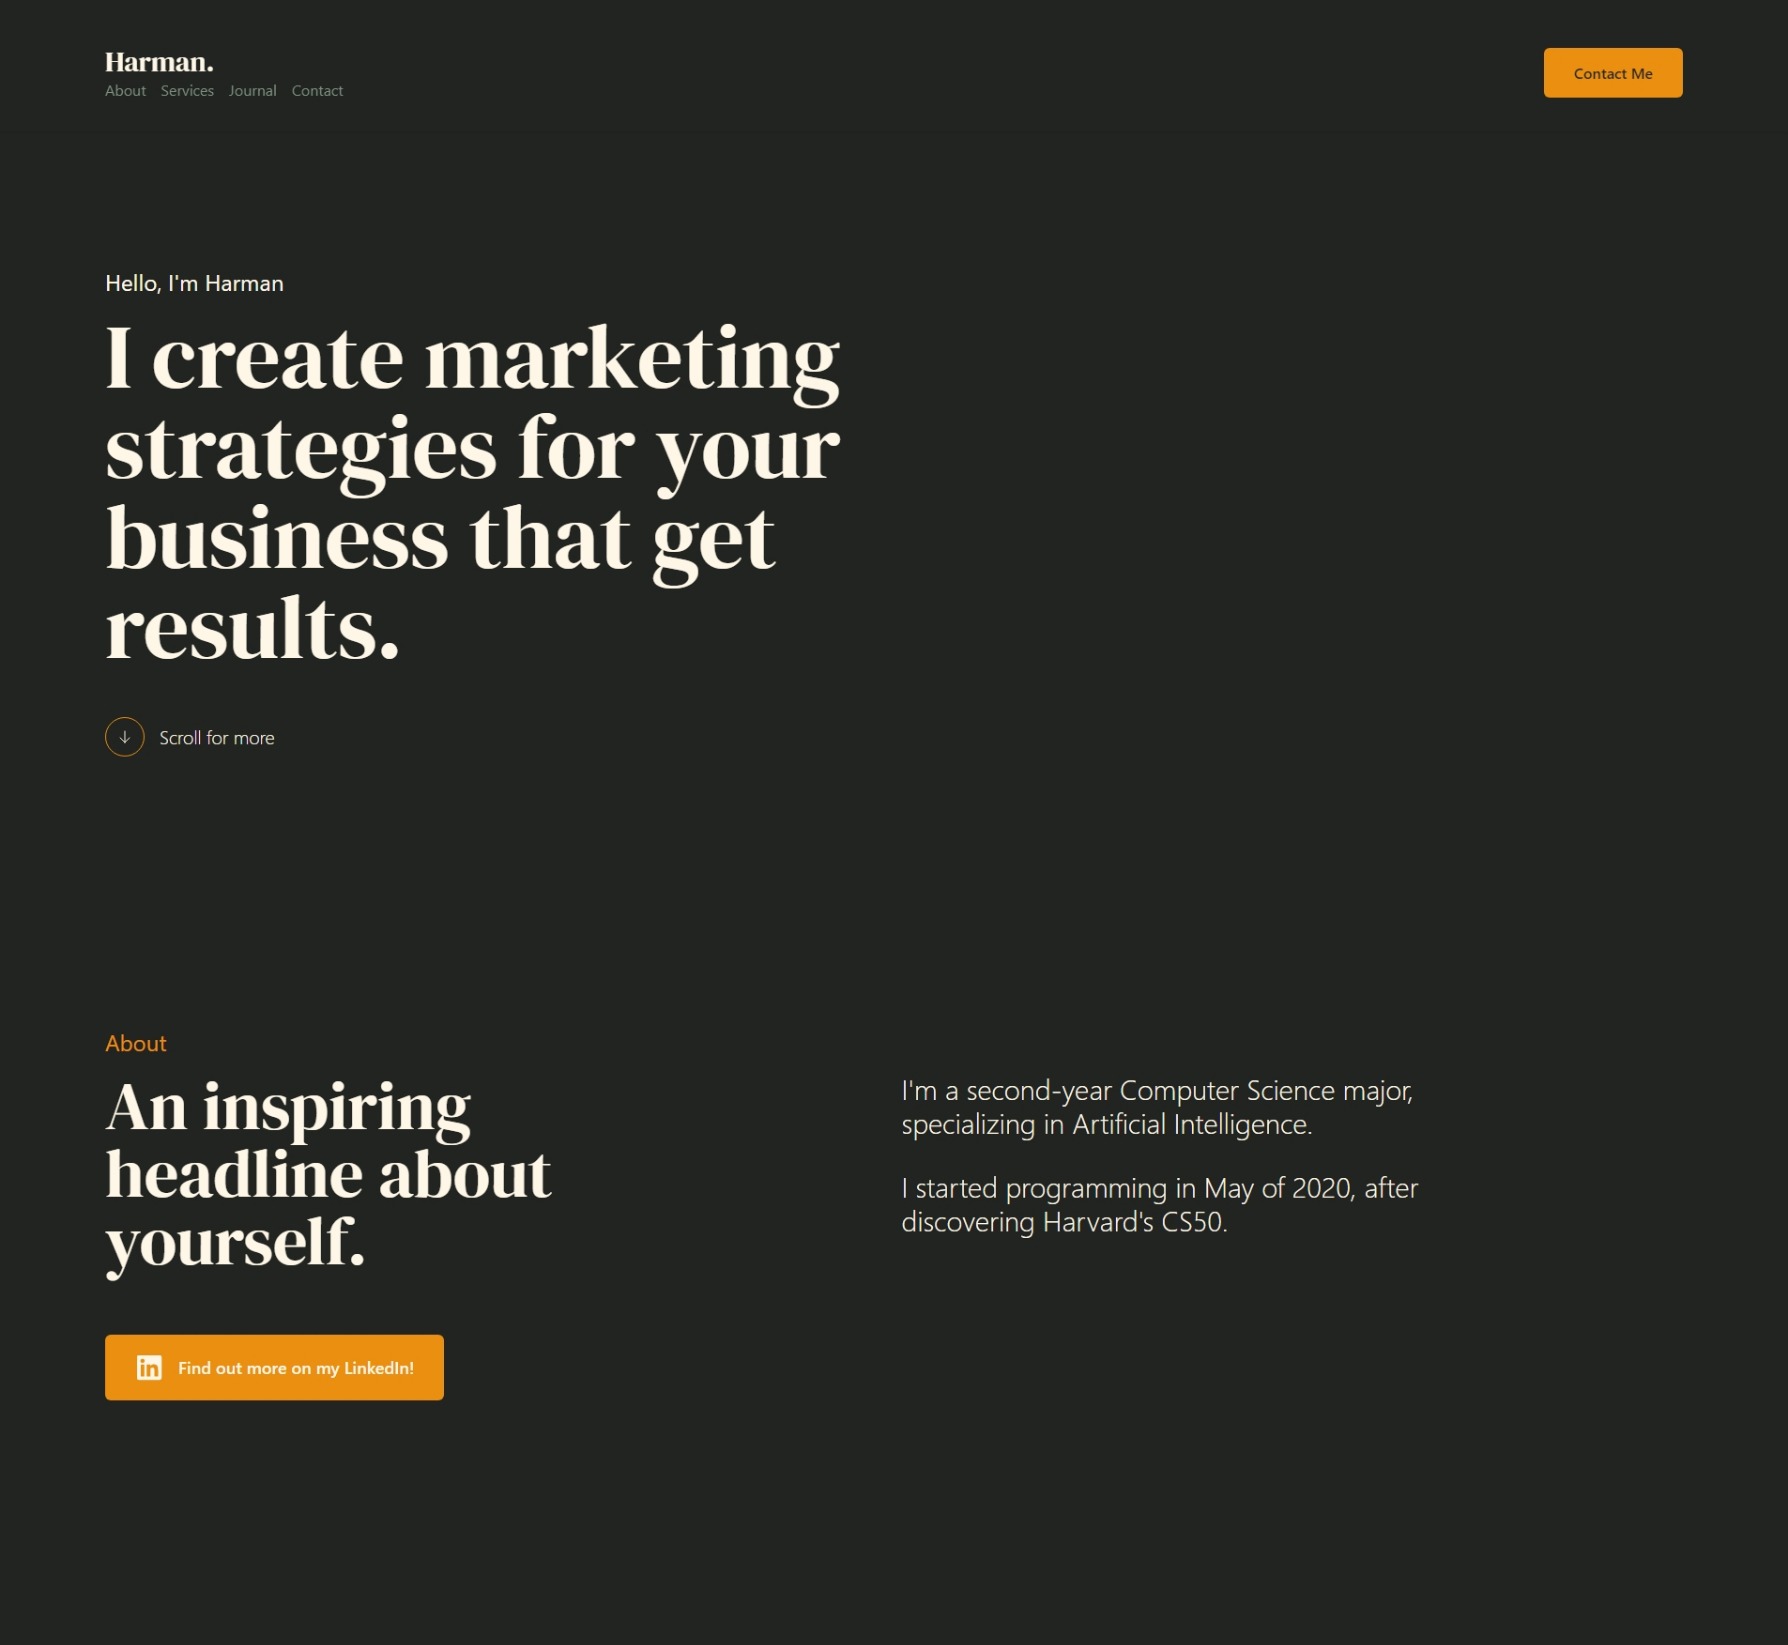 Harman.
About Services Journal Contact
Contact Me
Hello, I'm Harman
I create marketing
strategies for your
business that get
results.
Scroll for more
About
An inspiring
headline about
yourself.
Find out more on my LinkedIn!
I'm a second-year Computer Science major,
specializing in Artificial Intelligence.
I started programming in May of 2020, after
discovering Harvard's CS50.